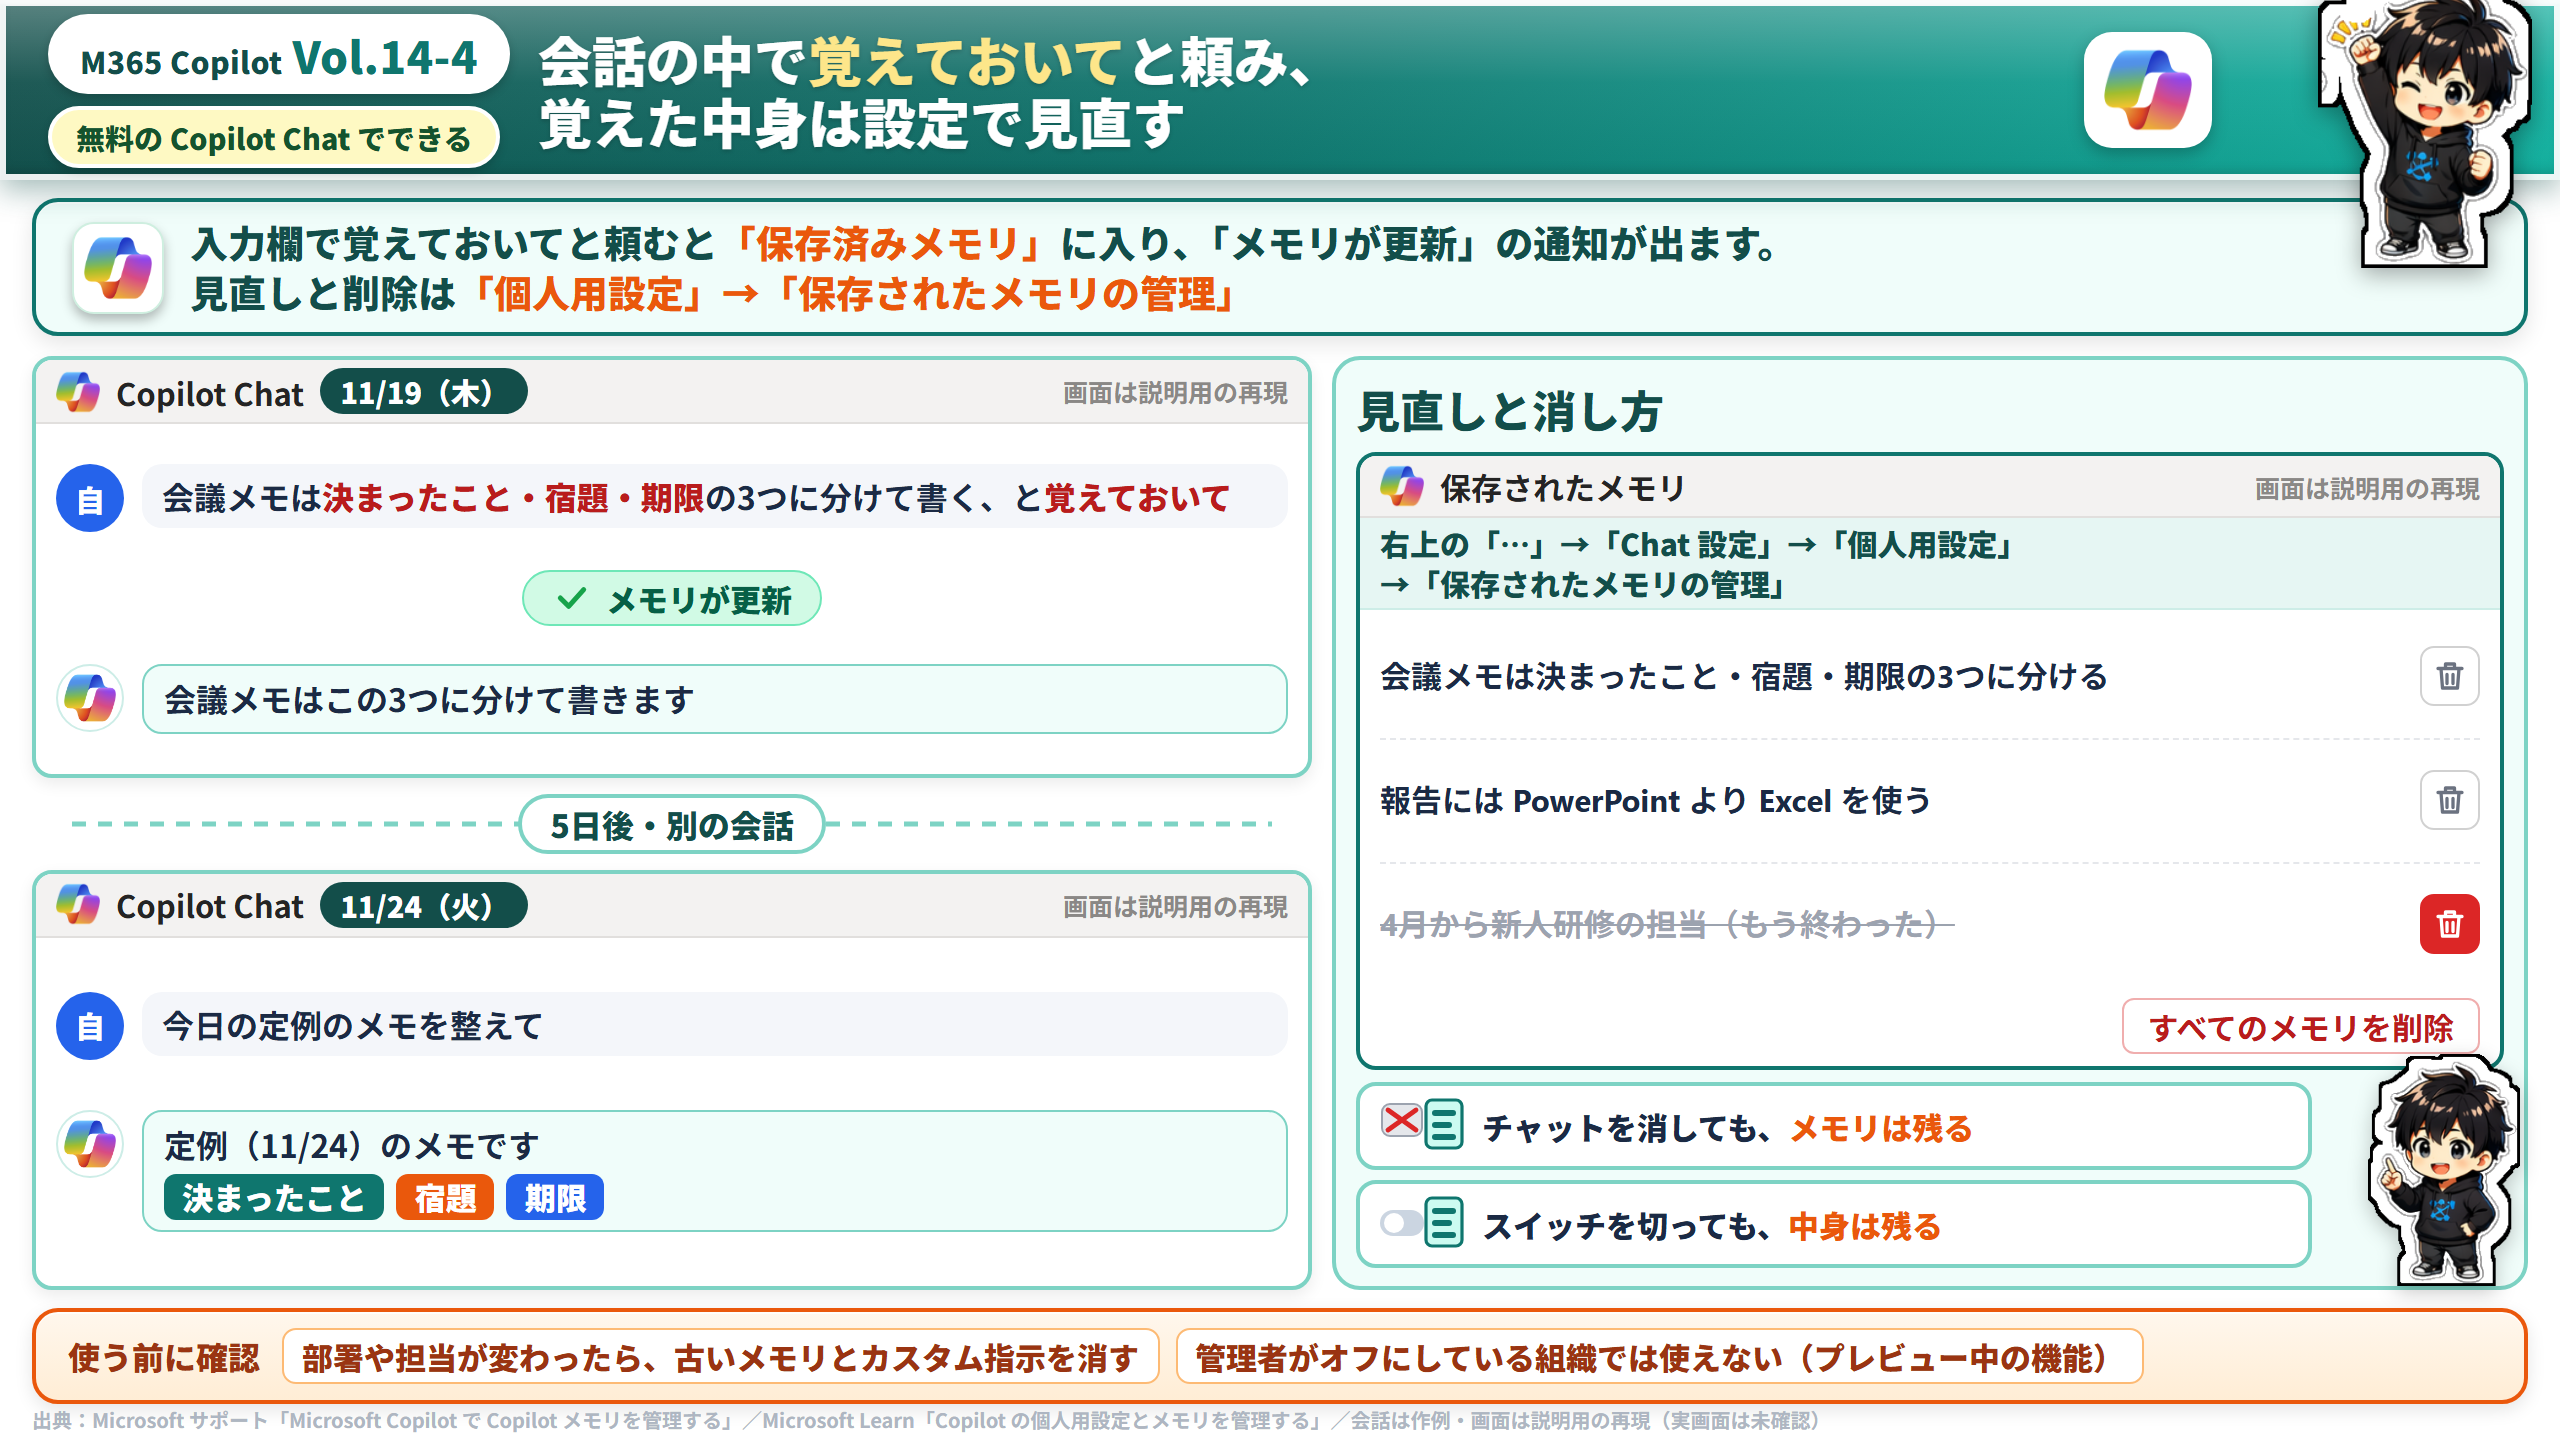 M365 Copilot Vol.14-4
無料の Copilot Chat でできる
会話の中で覚えておいてと頼み、
覚えた中身は設定で見直す
入力欄で覚えておいてと頼むと「保存済みメモリ」に入り、「メモリが更新」の通知が出ます。
見直しと削除は「個人用設定」→「保存されたメモリの管理」
Copilot Chat 11/19（木） 画面は説明用の再現
自 会議メモは決まったこと・宿題・期限の3つに分けて書く、と覚えておいて
メモリが更新
会議メモはこの3つに分けて書きます
5日後・別の会話
Copilot Chat 11/24（火） 画面は説明用の再現
自 今日の定例のメモを整えて
定例（11/24）のメモです
決まったこと 宿題 期限
見直しと消し方
保存されたメモリ 画面は説明用の再現
右上の「…」→「Chat 設定」→「個人用設定」
→「保存されたメモリの管理」
会議メモは決まったこと・宿題・期限の3つに分ける
報告には PowerPoint より Excel を使う
4月から新人研修の担当（もう終わった）
すべてのメモリを削除
チャットを消しても、メモリは残る
スイッチを切っても、中身は残る
使う前に確認 部署や担当が変わったら、古いメモリとカスタム指示を消す 管理者がオフにしている組織では使えない（プレビュー中の機能）
出典：Microsoft サポート「Microsoft Copilot で Copilot メモリを管理する」／Microsoft Learn「Copilot の個人用設定とメモリを管理する」／会話は作例・画面は説明用の再現（実画面は未確認）